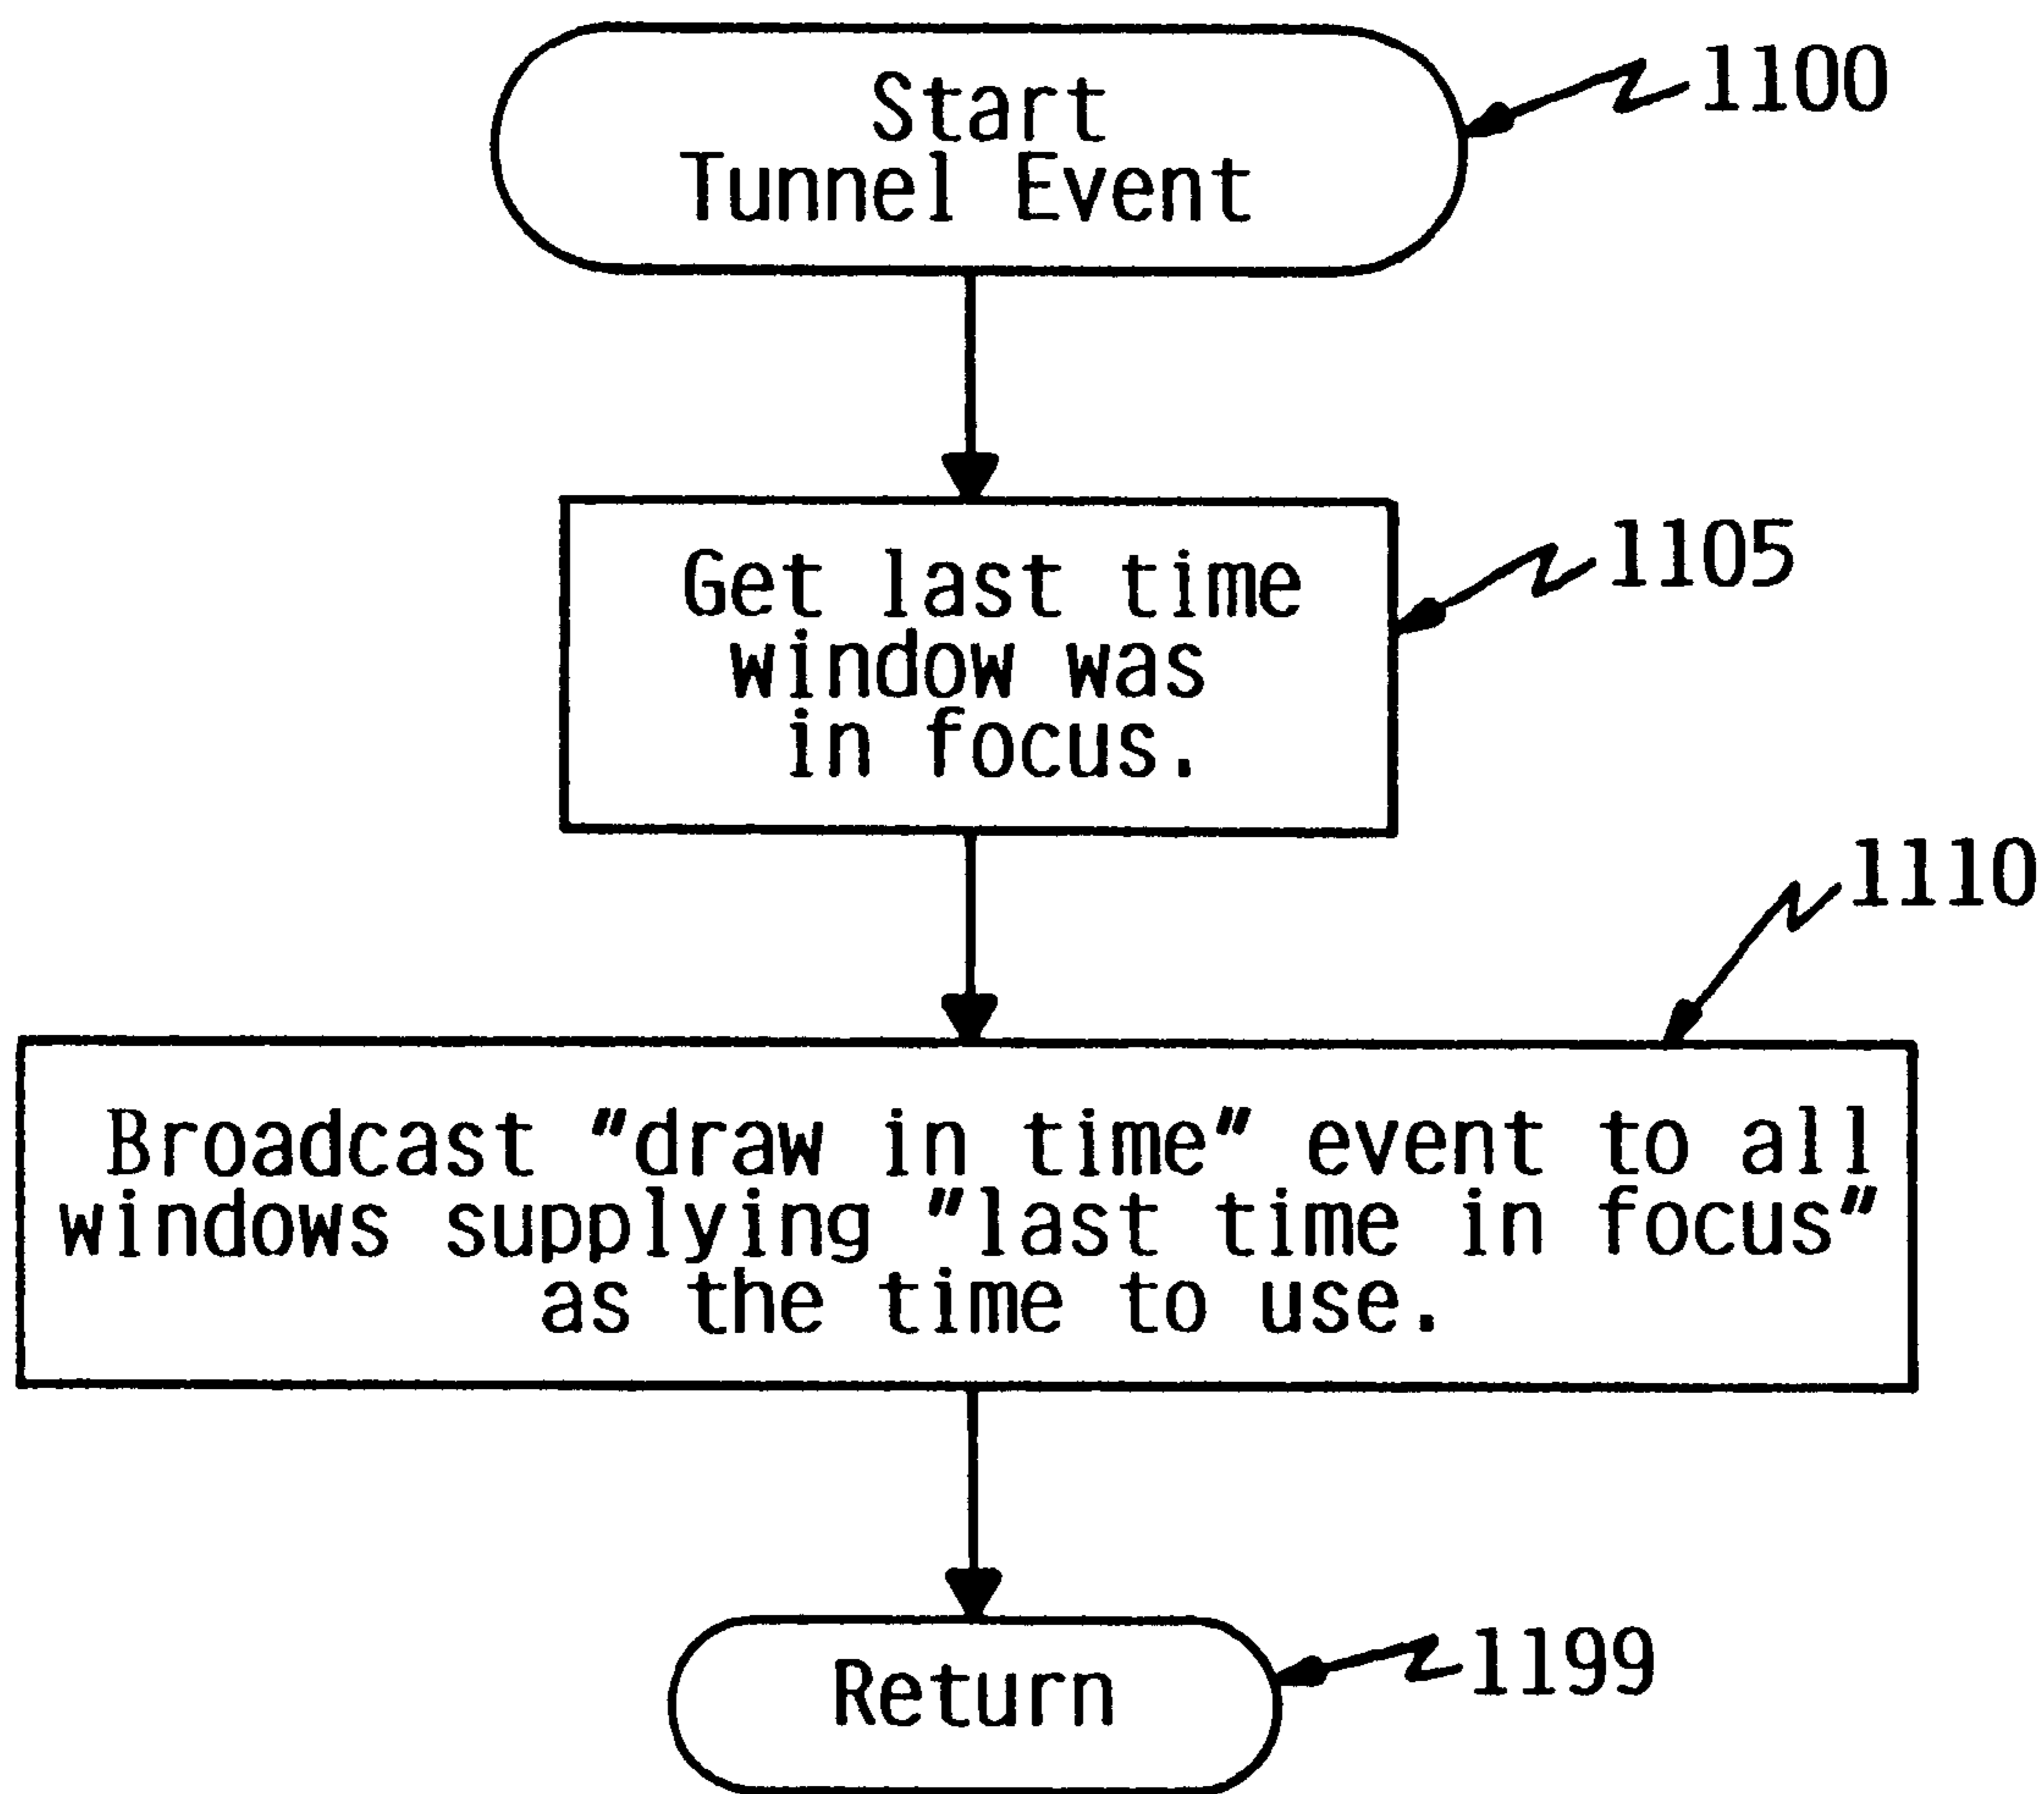 Start
Tunnel Event
1100
Get last time
window was
in focus.
1105
1110
Broadcast "draw in time" event to all
windows supplying "last time in focus"
as the time to use.
Return
1199